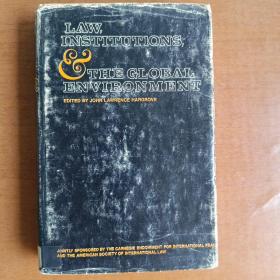 LAW,
INSTITUTIONS,
& THE GLOBAL
ENVIRONMENT
EDITED BY JOHN LAWRENCE HARGROVE
JOINTLY SPONSORED BY THE CARNEGIE ENDOWMENT FOR INTERNATIONAL PEA
AND THE AMERICAN SOCIETY OF INTERNATIONAL LAW